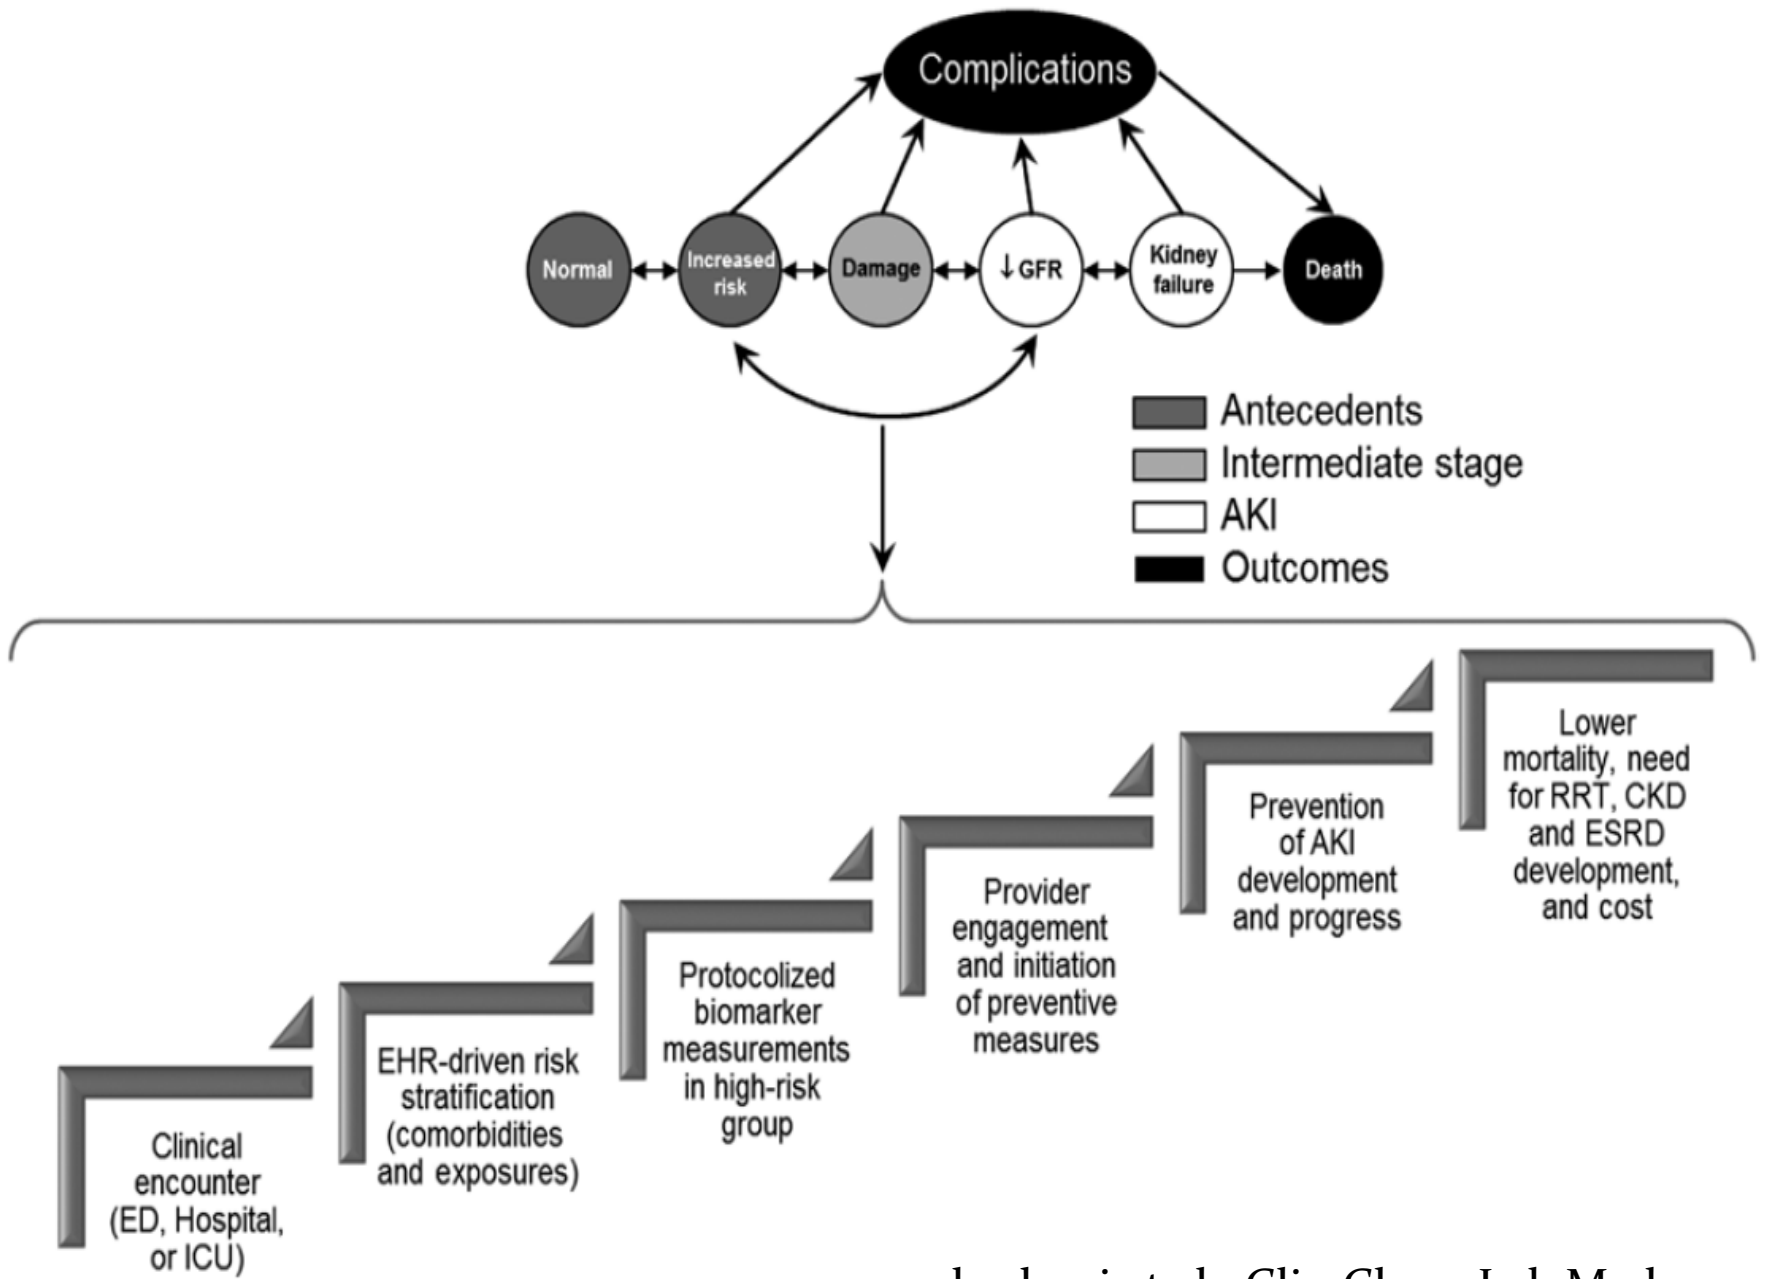 Complications
Normal
Increased
risk
Damage
↓ GFR
Kidney
failure
Death
Antecedents
Intermediate stage
AKI
Outcomes
Clinical
encounter
(ED, Hospital,
or ICU)
EHR-driven risk
stratification
(comorbidities
and exposures)
Protocolized
biomarker
measurements
in high-risk
group
Provider
engagement
and initiation
of preventive
measures
Prevention
of AKI
development
and progress
Lower
mortality, need
for RRT, CKD
and ESRD
development,
and cost